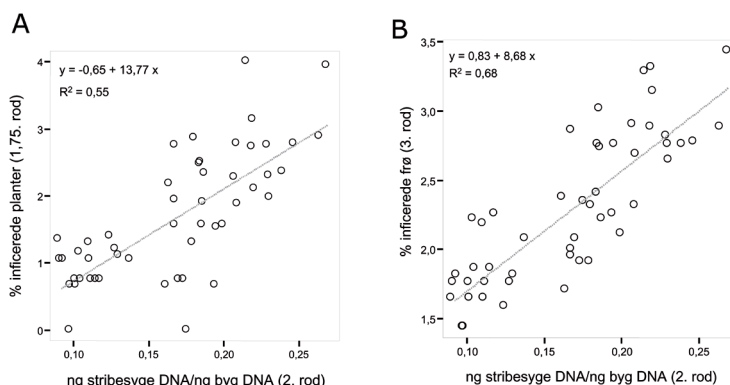 A
y = -0,65 + 13,77 x
R² = 0,55
4
3
2
1
0
% inficerede planter (1,75. rod)
0,10 0,15 0,20 0,25
ng stribesyge DNA/ng byg DNA (2. rod)
B
y = 0,83 + 8,68 x
R² = 0,68
3,5
3,0
2,5
2,0
1,5
% inficerede frø (3. rod)
0,10 0,15 0,20 0,25
ng stribesyge DNA/ng byg DNA (2. rod)